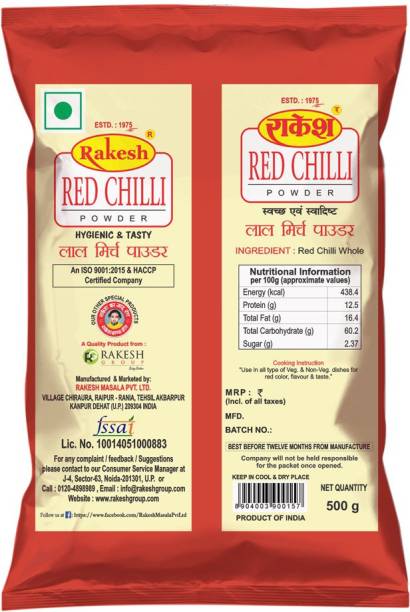 ESTD. : 1975
Rakesh R
RED CHILLI
POWDER
HYGIENIC & TASTY
लाल मिर्च पाउडर
An ISO 9001:2015 & HACCP
Certified Company
OUR OTHER SPECIAL PRODUCTS
A Quality Product from :
RAKESH
GROUP
Manufactured & Marketed by:
RAKESH MASALA PVT. LTD.
VILLAGE CHIRAURA, RAIPUR - RANIA, TEHSIL AKBARPUR
KANPUR DEHAT (U.P.) 209304 INDIA
fssai
Lic. No. 10014051000883
For any complaint / feedback / Suggestions
please contact to our Consumer Service Manager at
J-4, Sector-63, Noida-201301, U.P. or
Call : 0120-4898989 , Email : info@rakeshgroup.com
Website : www.rakeshgroup.com
Follow us at f : https://www.facebook.com/RakeshMasalaPvtLtd
ESTD. : 1975
राकेश R
RED CHILLI
POWDER
स्वच्छ एवं स्वादिष्ट
लाल मिर्च पाउडर
INGREDIENT : Red Chilli Whole
Nutritional Information
per 100g (approximate values)
Energy (kcal) 438.4
Protein (g) 12.5
Total Fat (g) 16.4
Total Carbohydrate (g) 60.2
Sugar (g) 2.37
Cooking Instruction
"Use in all type of Veg. & Non-Veg. dishes for
red color, flavour & taste."
MRP : ₹
(Incl. of all taxes)
MFD.
BATCH NO.:
BEST BEFORE TWELVE MONTHS FROM MANUFACTURE
Company will not be held responsible
for the packet once opened.
KEEP IN COOL & DRY PLACE
8904003900157
PRODUCT OF INDIA
NET QUANTITY
500 g